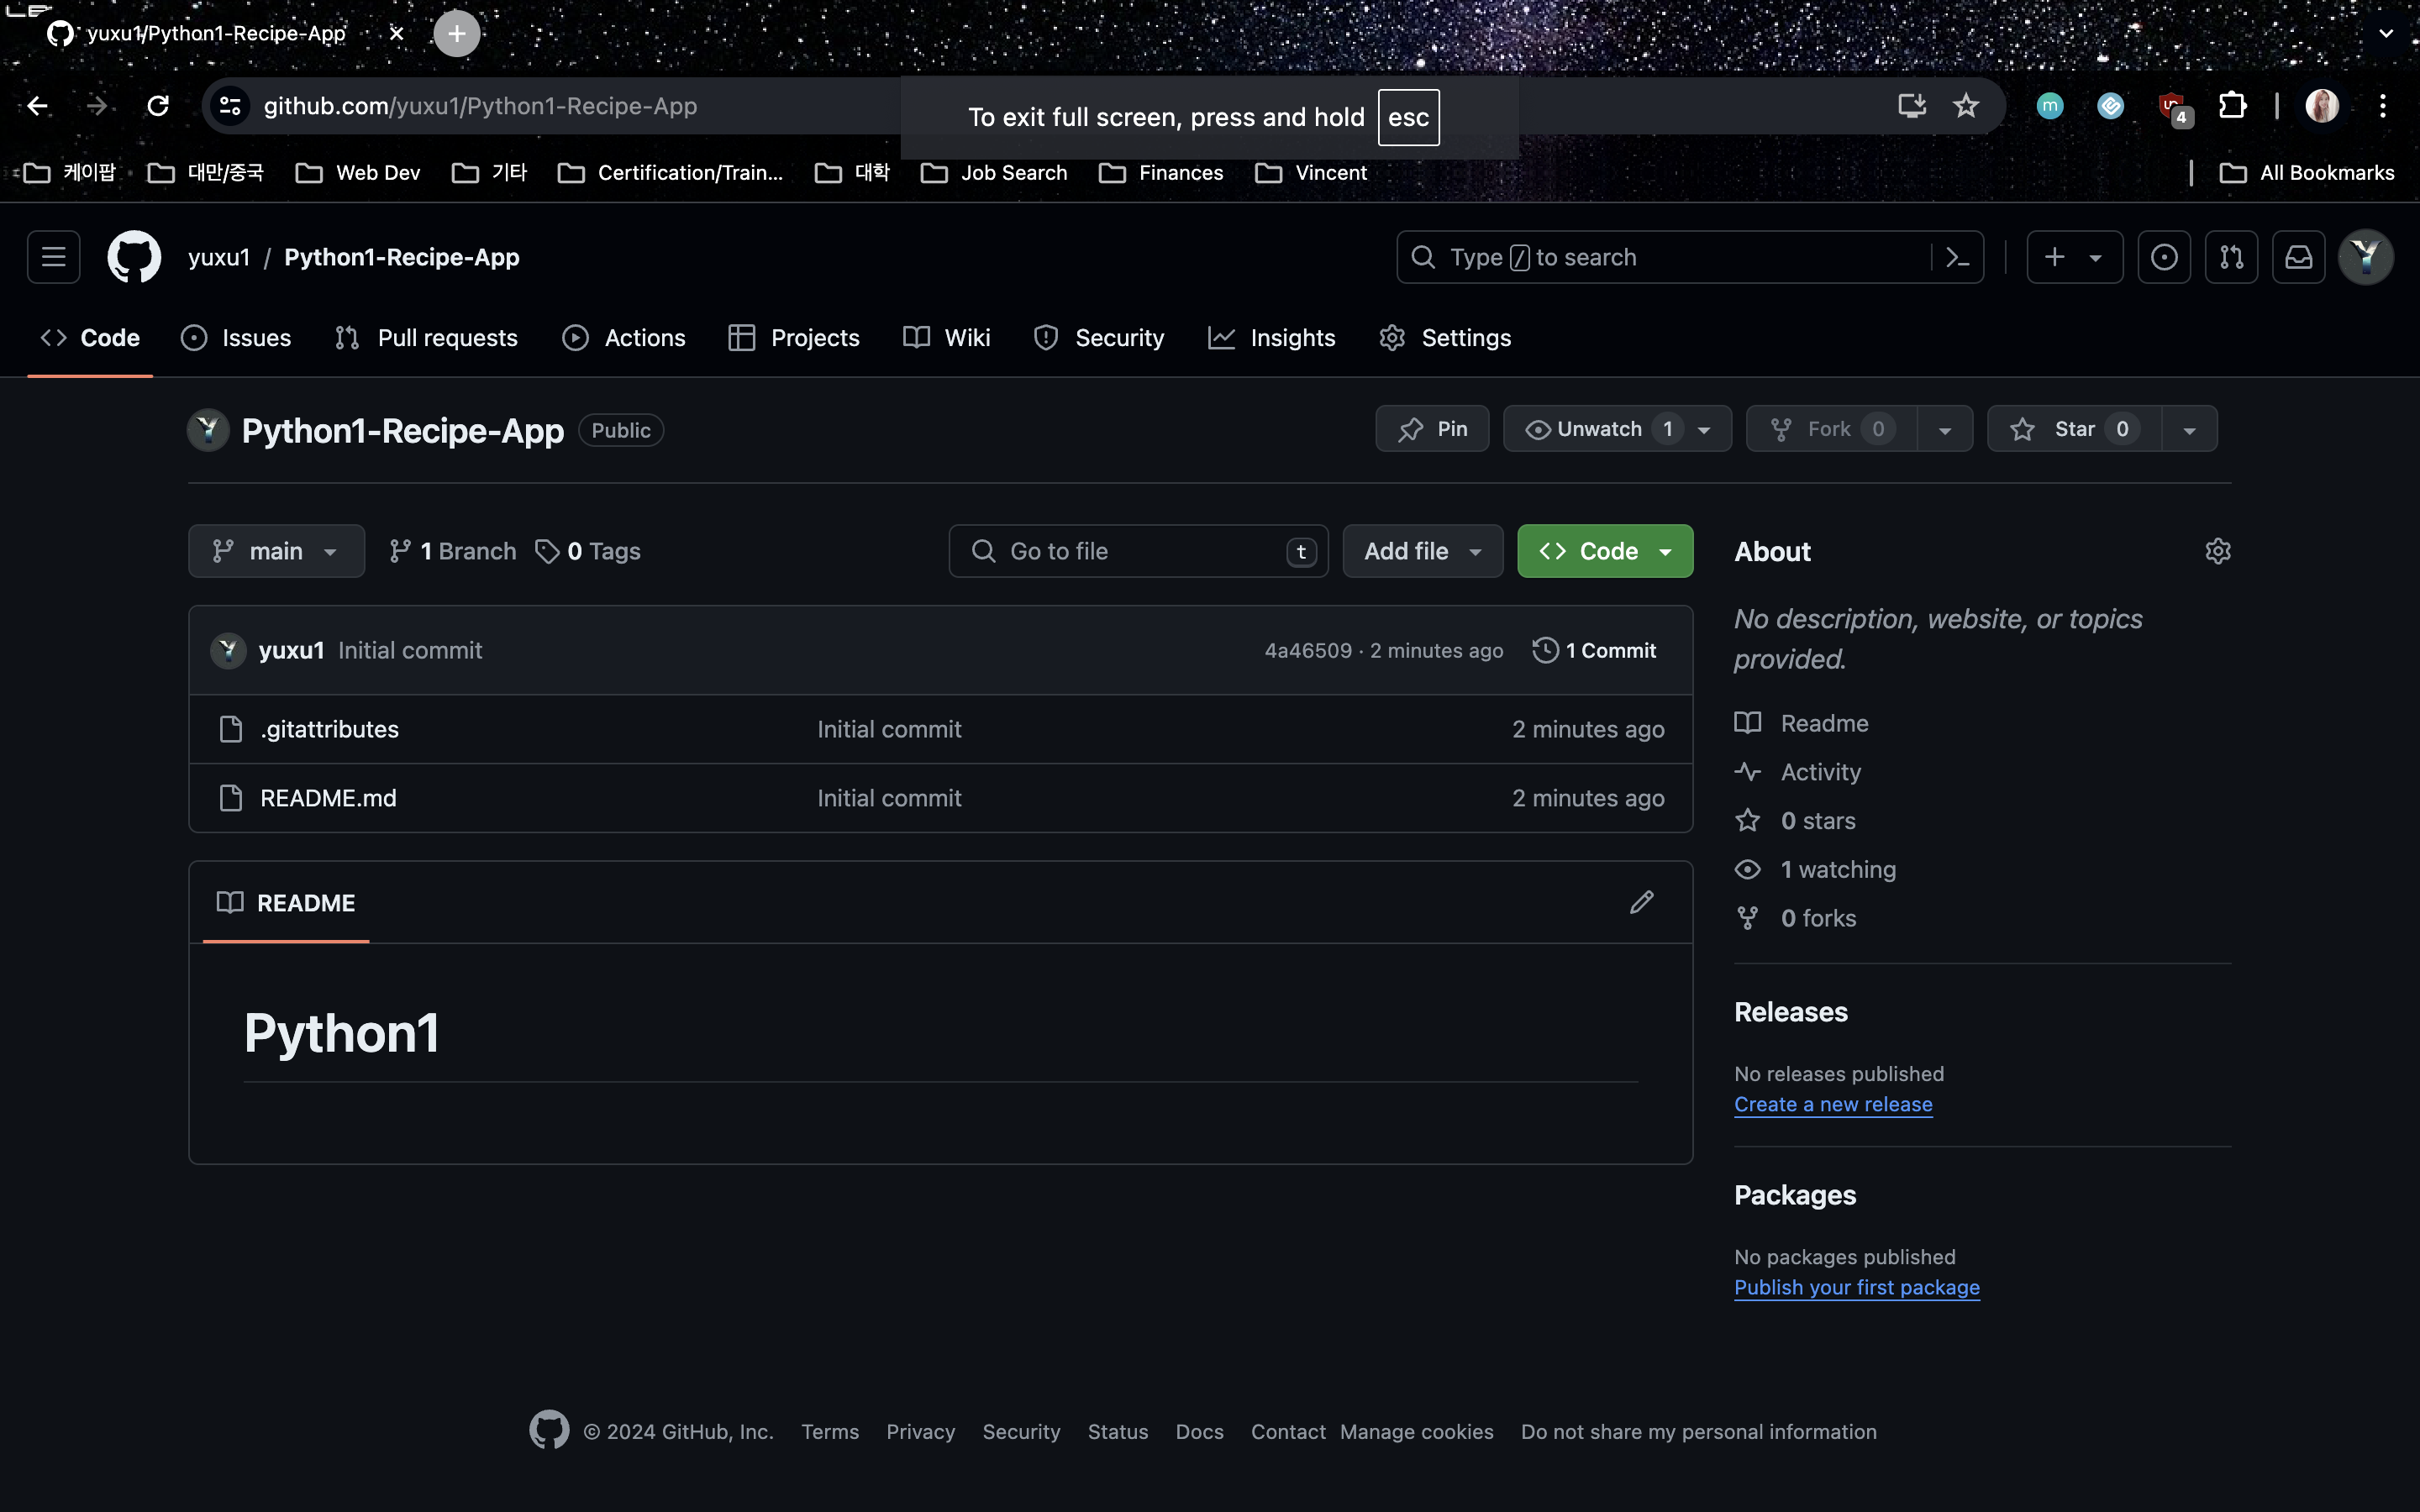 yuxu1/Python1-Recipe-App
github.com/yuxu1/Python1-Recipe-App
To exit full screen, press and hold esc
4
케이팝 대만/중국 Web Dev 기타 Certification/Train... 대학 Job Search Finances Vincent All Bookmarks
yuxu1 / Python1-Recipe-App
Type / to search
Code Issues Pull requests Actions Projects Wiki Security Insights Settings
Python1-Recipe-App Public
Pin Unwatch 1 Fork 0 Star 0
main 1 Branch 0 Tags
Go to file t Add file Code
About
No description, website, or topics
provided.
yuxu1 Initial commit 4a46509 · 2 minutes ago 1 Commit
.gitattributes Initial commit 2 minutes ago
README.md Initial commit 2 minutes ago
Readme
Activity
0 stars
1 watching
0 forks
README
Python1
Releases
No releases published
Create a new release
Packages
No packages published
Publish your first package
© 2024 GitHub, Inc. Terms Privacy Security Status Docs Contact Manage cookies Do not share my personal information